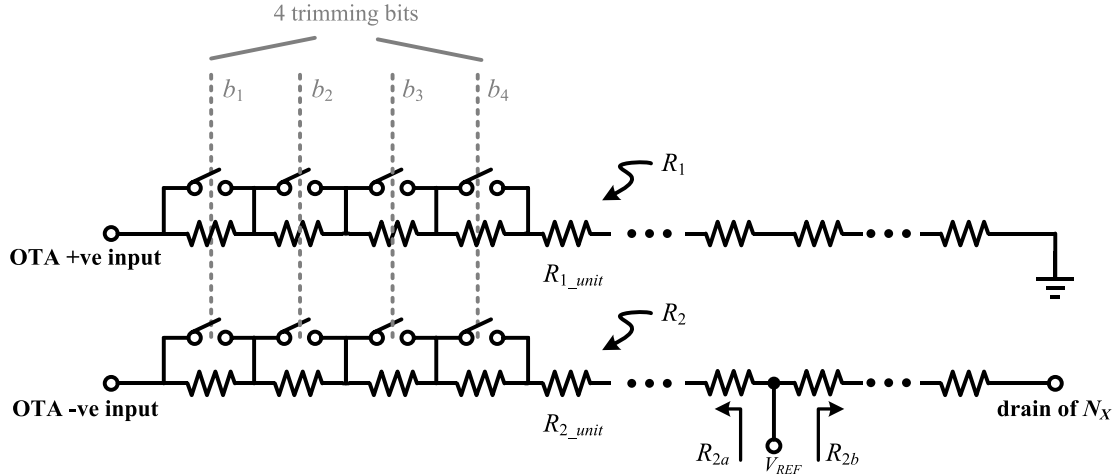 4 trimming bits
b1 b2 b3 b4
R1
OTA +ve input
R1_unit
R2
OTA -ve input
R2_unit
R2a
VREF
R2b
drain of NX